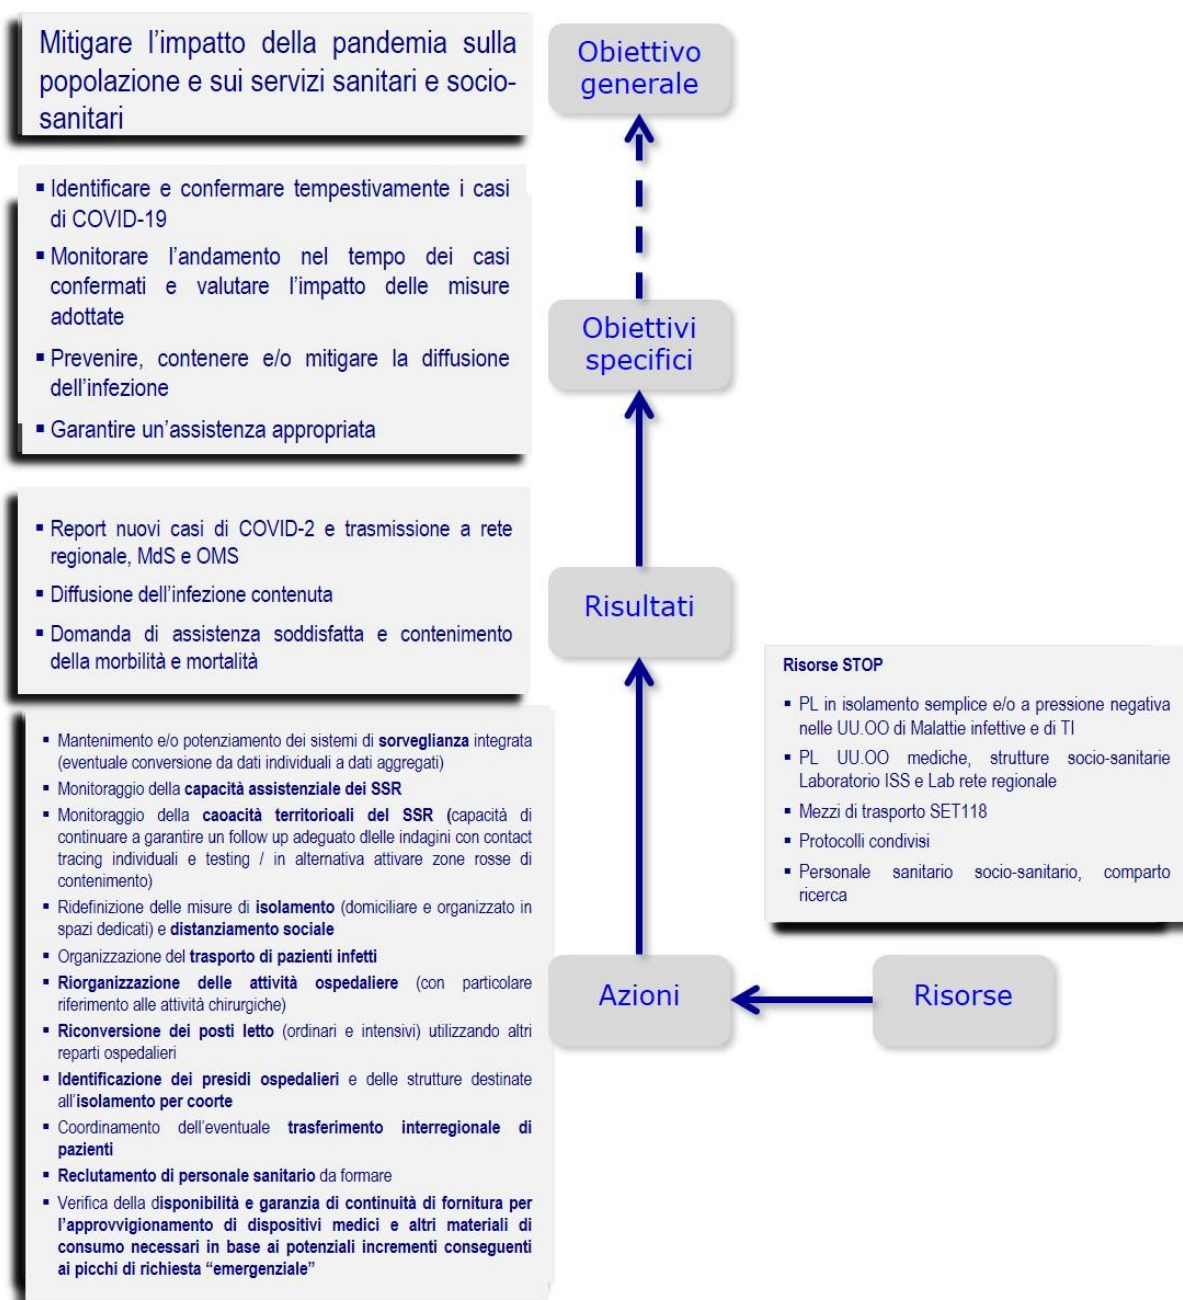 Mitigare l’impatto della pandemia sulla
popolazione e sui servizi sanitari e socio-
sanitari
Obiettivo
generale
▪ Identificare e confermare tempestivamente i casi
di COVID-19
▪ Monitorare l’andamento nel tempo dei casi
confermati e valutare l’impatto delle misure
adottate
▪ Prevenire, contenere e/o mitigare la diffusione
dell’infezione
▪ Garantire un’assistenza appropriata
Obiettivi
specifici
▪ Report nuovi casi di COVID-2 e trasmissione a rete
regionale, MdS e OMS
▪ Diffusione dell’infezione contenuta
▪ Domanda di assistenza soddisfatta e contenimento
della morbilità e mortalità
Risultati
▪ Mantenimento e/o potenziamento dei sistemi di sorveglianza integrata
(eventuale conversione da dati individuali a dati aggregati)
▪ Monitoraggio della capacità assistenziale dei SSR
▪ Monitoraggio della caoacità territorioali del SSR (capacità di
continuare a garantire un follow up adeguato dlelle indagini con contact
tracing individuali e testing / in alternativa attivare zone rosse di
contenimento)
▪ Ridefinizione delle misure di isolamento (domiciliare e organizzato in
spazi dedicati) e distanziamento sociale
▪ Organizzazione del trasporto di pazienti infetti
▪ Riorganizzazione delle attività ospedaliere (con particolare
riferimento alle attività chirurgiche)
▪ Riconversione dei posti letto (ordinari e intensivi) utilizzando altri
reparti ospedalieri
▪ Identificazione dei presidi ospedalieri e delle strutture destinate
all’isolamento per coorte
▪ Coordinamento dell’eventuale trasferimento interregionale di
pazienti
▪ Reclutamento di personale sanitario da formare
▪ Verifica della disponibilità e garanzia di continuità di fornitura per
l’approvvigionamento di dispositivi medici e altri materiali di
consumo necessari in base ai potenziali incrementi conseguenti
ai picchi di richiesta “emergenziale”
Azioni
Risorse STOP
▪ PL in isolamento semplice e/o a pressione negativa
nelle UU.OO di Malattie infettive e di TI
▪ PL UU.OO mediche, strutture socio-sanitarie
Laboratorio ISS e Lab rete regionale
▪ Mezzi di trasporto SET118
▪ Protocolli condivisi
▪ Personale sanitario socio-sanitario, comparto
ricerca
Risorse